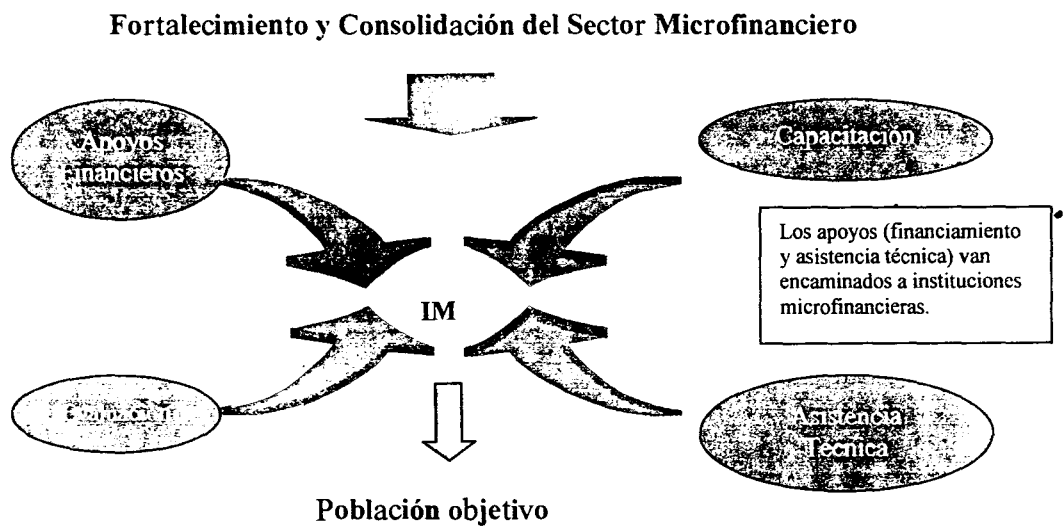 Fortalecimiento y Consolidación del Sector Microfinanciero
Apoyos
Financieros
Capacitación
Los apoyos (financiamiento
y asistencia técnica) van
encaminados a instituciones
microfinancieras.
IM
Asistencia
Técnica
Población objetivo